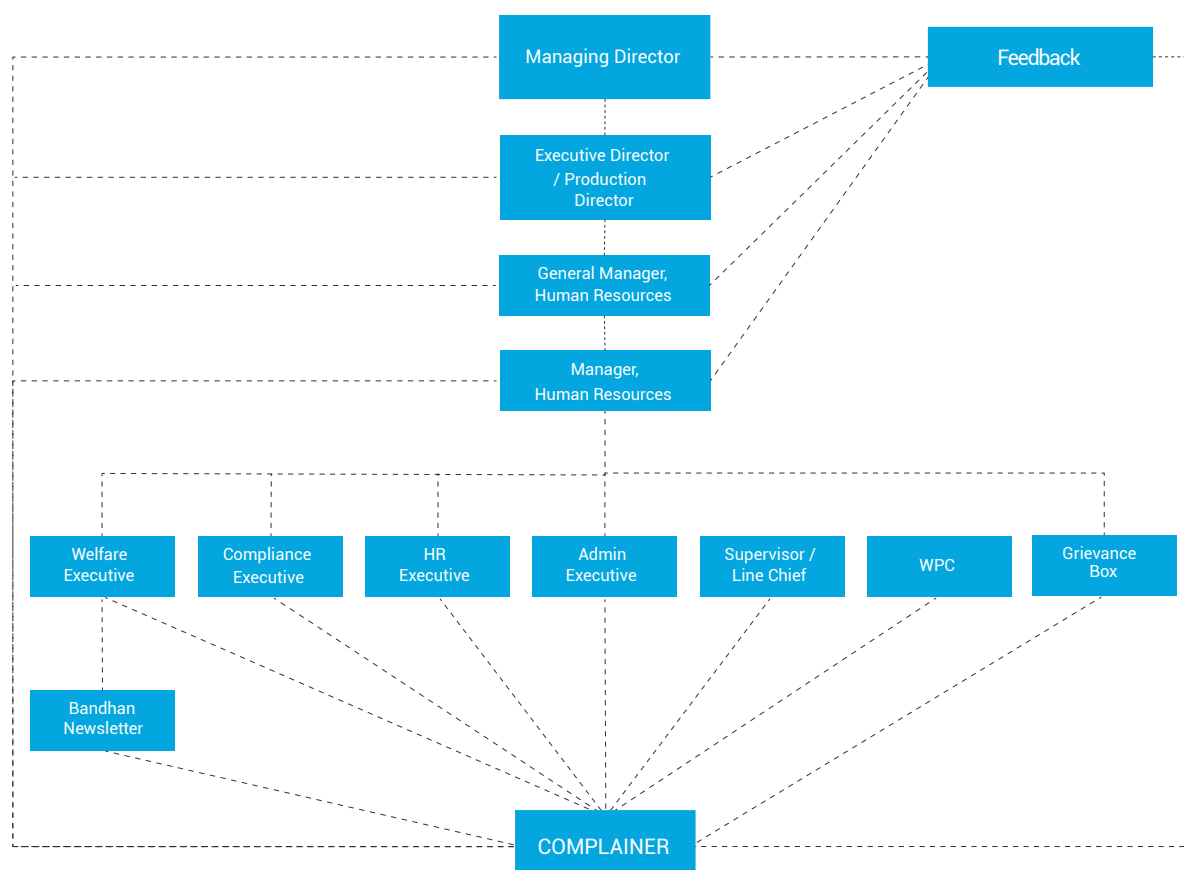 Managing Director
Feedback
Executive Director
/ Production
Director
General Manager,
Human Resources
Manager,
Human Resources
Welfare
Executive
Compliance
Executive
HR
Executive
Admin
Executive
Supervisor /
Line Chief
WPC
Grievance
Box
Bandhan
Newsletter
COMPLAINER